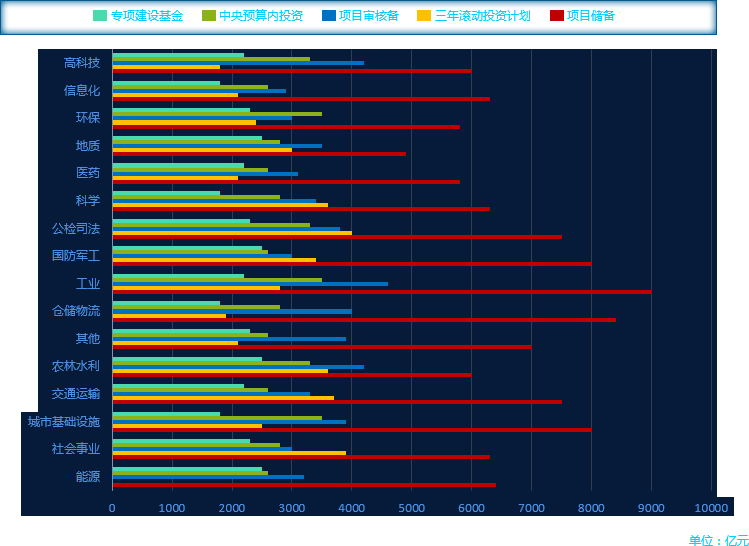 专项建设基金 中央预算内投资 项目审核备 三年滚动投资计划 项目储备
高科技
信息化
环保
地质
医药
科学
公检司法
国防军工
工业
仓储物流
其他
农林水利
交通运输
城市基础设施
社会事业
能源
0 1000 2000 3000 4000 5000 6000 7000 8000 9000 10000
单位：亿元